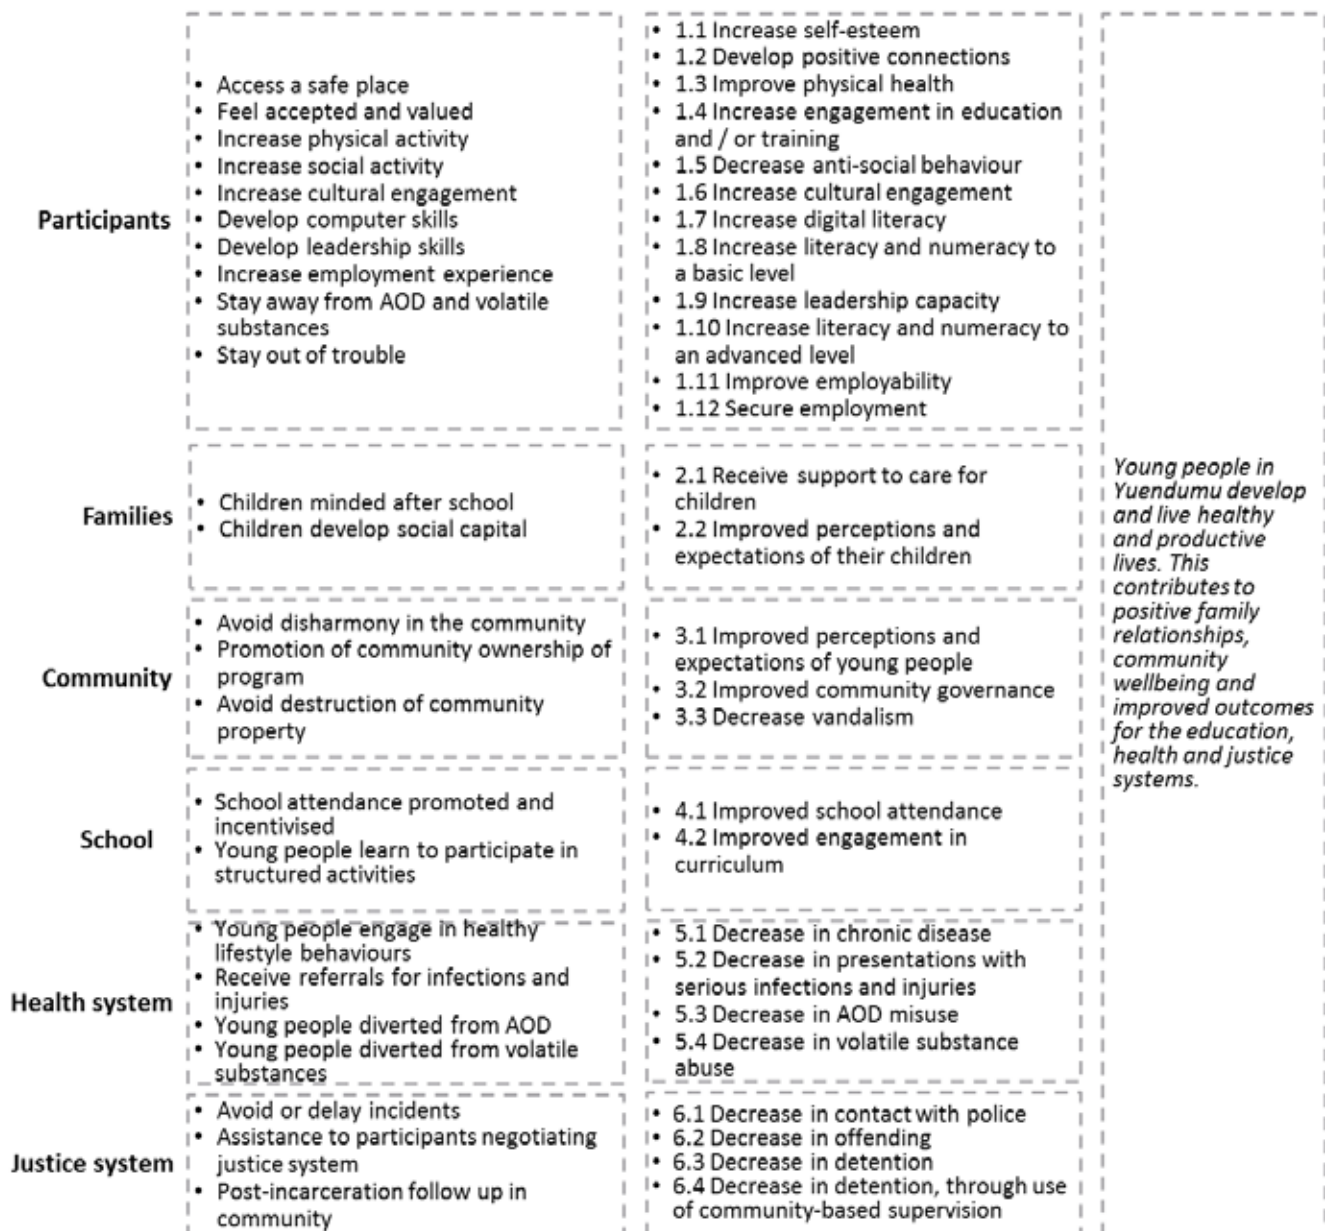 Participants
• Access a safe place
• Feel accepted and valued
• Increase physical activity
• Increase social activity
• Increase cultural engagement
• Develop computer skills
• Develop leadership skills
• Increase employment experience
• Stay away from AOD and volatile
substances
• Stay out of trouble
• 1.1 Increase self-esteem
• 1.2 Develop positive connections
• 1.3 Improve physical health
• 1.4 Increase engagement in education
and / or training
• 1.5 Decrease anti-social behaviour
• 1.6 Increase cultural engagement
• 1.7 Increase digital literacy
• 1.8 Increase literacy and numeracy to
a basic level
• 1.9 Increase leadership capacity
• 1.10 Increase literacy and numeracy to
an advanced level
• 1.11 Improve employability
• 1.12 Secure employment
Families
• Children minded after school
• Children develop social capital
• 2.1 Receive support to care for
children
• 2.2 Improved perceptions and
expectations of their children
Community
• Avoid disharmony in the community
• Promotion of community ownership of
program
• Avoid destruction of community
property
• 3.1 Improved perceptions and
expectations of young people
• 3.2 Improved community governance
• 3.3 Decrease vandalism
School
• School attendance promoted and
incentivised
• Young people learn to participate in
structured activities
• 4.1 Improved school attendance
• 4.2 Improved engagement in
curriculum
Health system
• Young people engage in healthy
lifestyle behaviours
• Receive referrals for infections and
injuries
• Young people diverted from AOD
• Young people diverted from volatile
substances
• 5.1 Decrease in chronic disease
• 5.2 Decrease in presentations with
serious infections and injuries
• 5.3 Decrease in AOD misuse
• 5.4 Decrease in volatile substance
abuse
Justice system
• Avoid or delay incidents
• Assistance to participants negotiating
justice system
• Post-incarceration follow up in
community
• 6.1 Decrease in contact with police
• 6.2 Decrease in offending
• 6.3 Decrease in detention
• 6.4 Decrease in detention, through use
of community-based supervision
Young people in
Yuendumu develop
and live healthy
and productive
lives. This
contributes to
positive family
relationships,
community
wellbeing and
improved outcomes
for the education,
health and justice
systems.